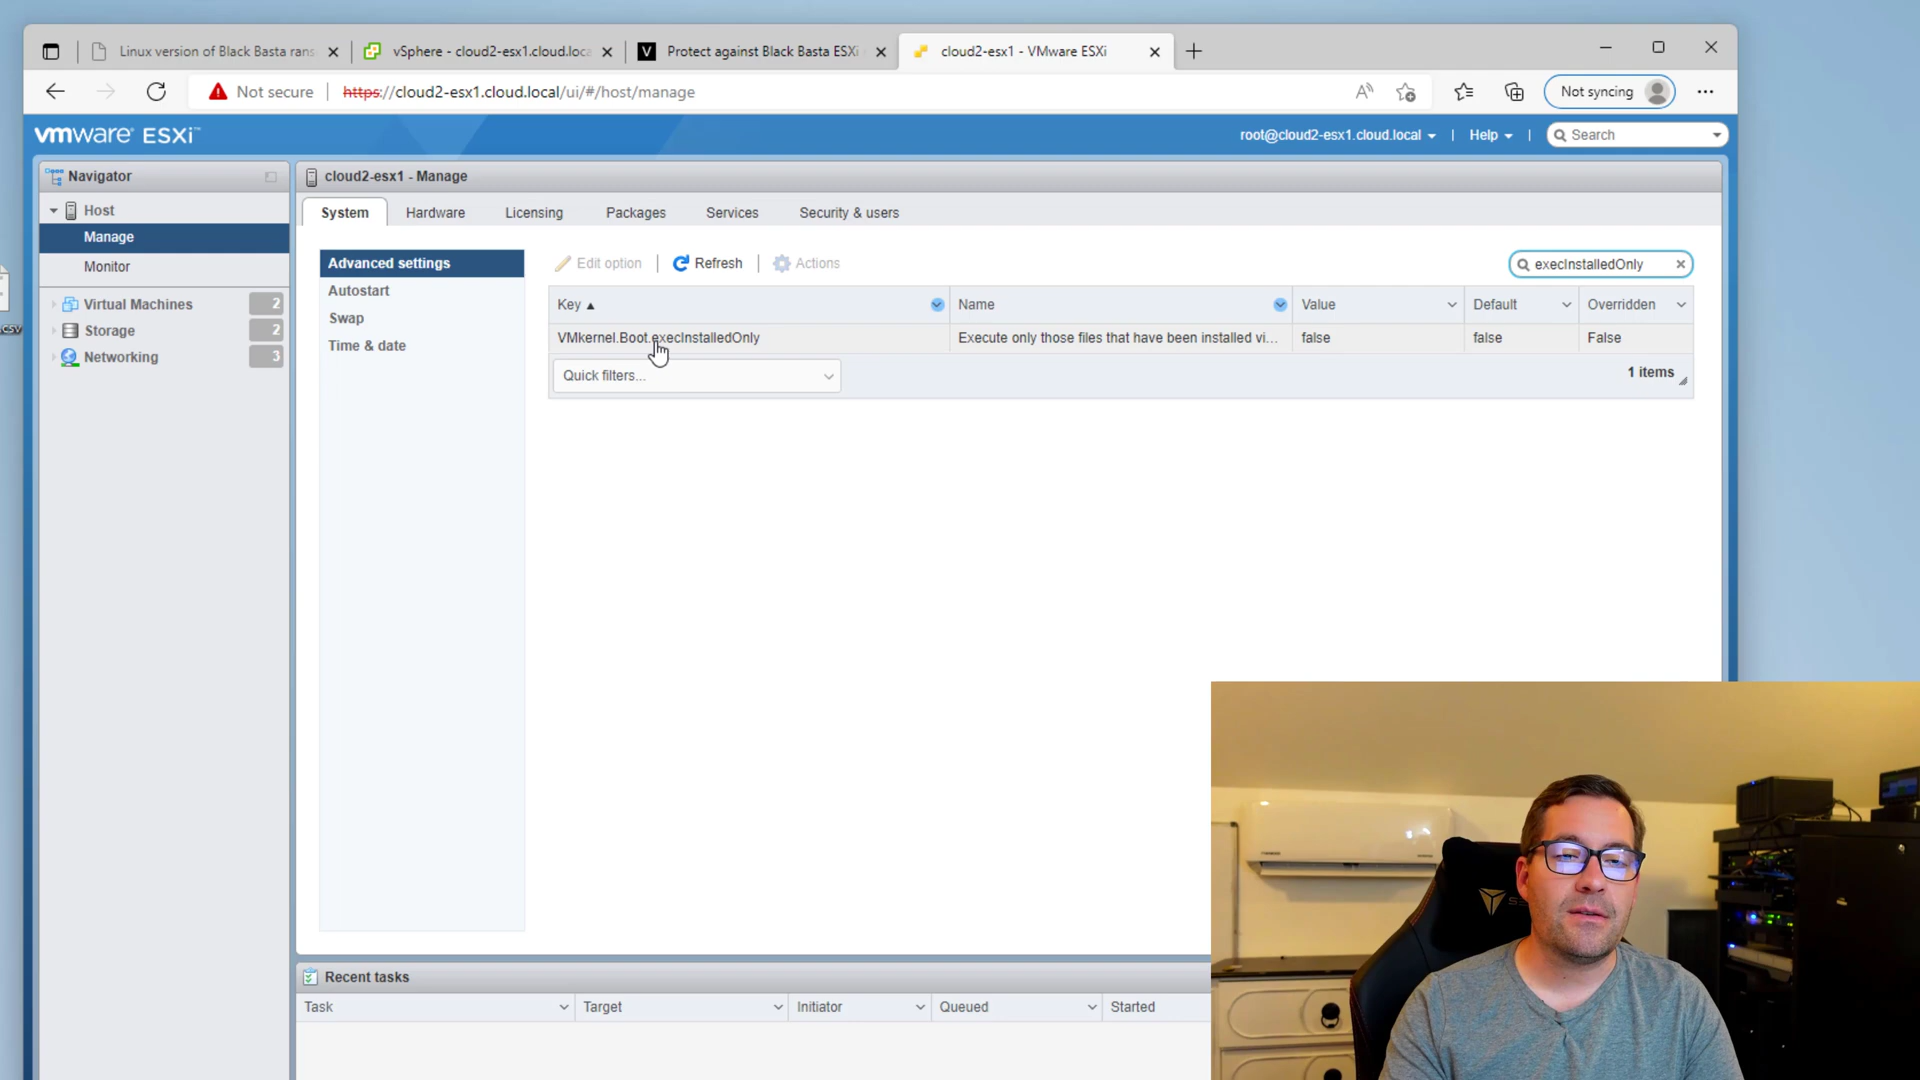 Linux version of Black Basta rans
vSphere - cloud2-esx1.cloud.loca
V
Protect against Black Basta ESXi
cloud2-esx1 - VMware ESXi
Not secure
https://cloud2-esx1.cloud.local/ui/#/host/manage
Not syncing
vmware ESXi™
root@cloud2-esx1.cloud.local
Help
Search
Navigator
Host
Manage
Monitor
Virtual Machines 2
Storage 2
Networking 3
.csv
cloud2-esx1 - Manage
System
Hardware
Licensing
Packages
Services
Security & users
Advanced settings
Autostart
Swap
Time & date
Edit option
Refresh
Actions
execInstalledOnly
Key
Name
Value
Default
Overridden
VMkernel.Boot.execInstalledOnly
Execute only those files that have been installed vi...
false
false
False
Quick filters...
1 items
Recent tasks
Task
Target
Initiator
Queued
Started